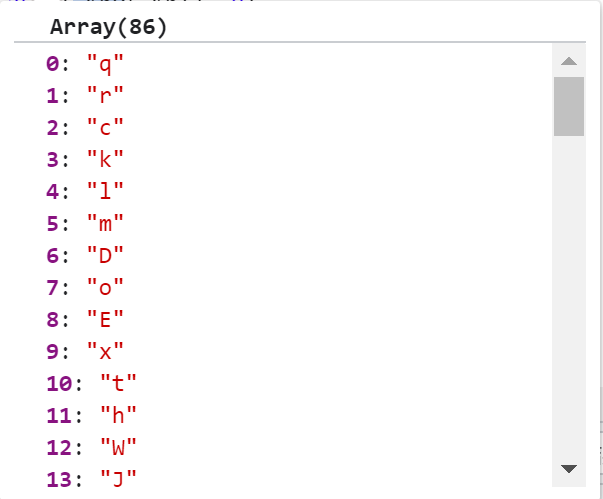 Array(86)
0: "q"
1: "r"
2: "c"
3: "k"
4: "l"
5: "m"
6: "D"
7: "o"
8: "E"
9: "x"
10: "t"
11: "h"
12: "W"
13: "J"